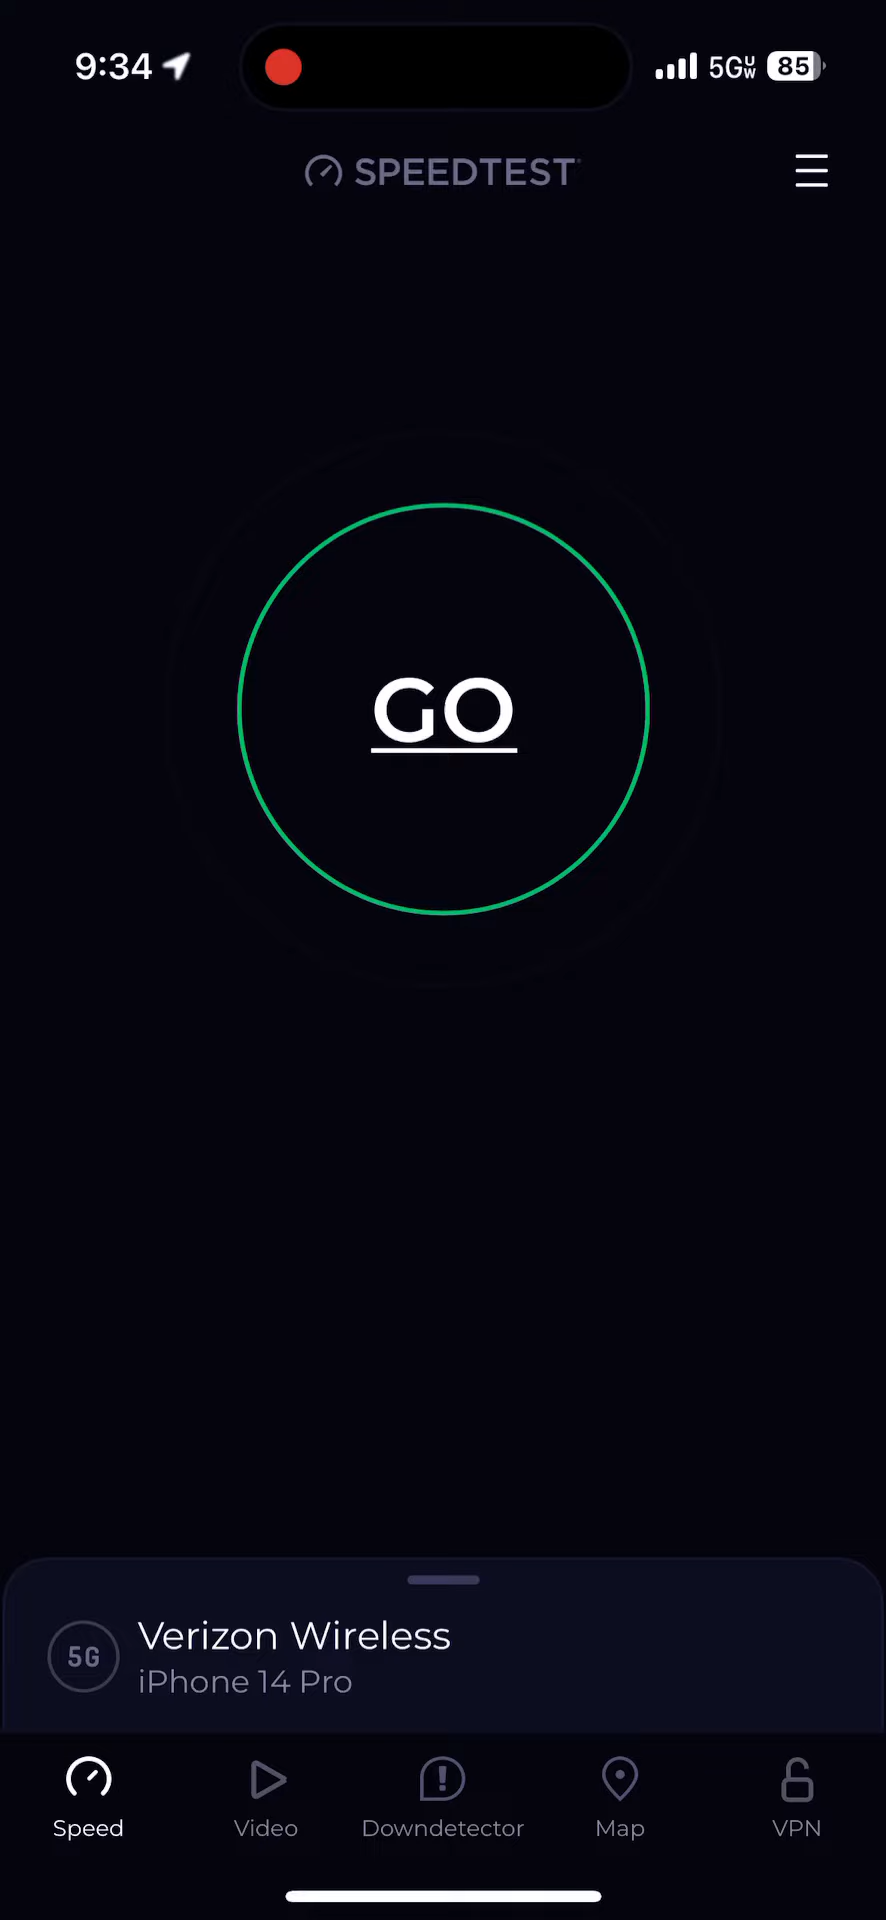 9:34 5G UW 85
SPEEDTEST
GO
5G
Verizon Wireless
iPhone 14 Pro
Speed Video Downdetector Map VPN